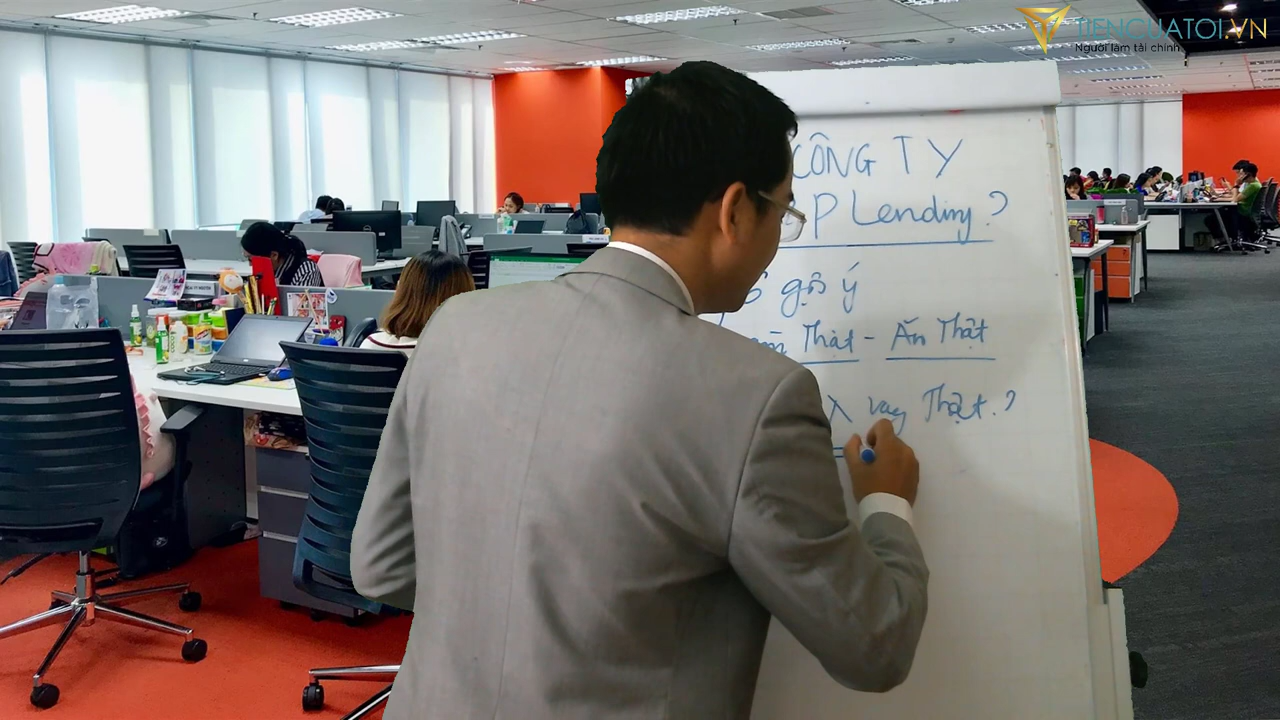 TIENCUATOI.VN
Người làm tài chính
CÔNG TY
P Lending?
gợi ý
Thật - Ăn Thật
vay Thật.?